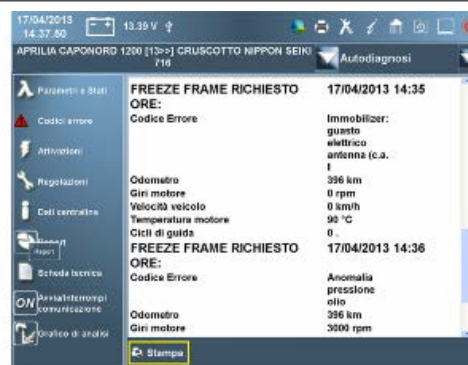 17/04/2013
14.37.50
13.39 V
APRILIA CAPONORD 1200 [13>>] CRUSCOTTO NIPPON SEIKI
716
Autodiagnosi
Parametri e Stati
Codici errore
Attivazioni
Regolazioni
Dati centralina
Report
Report
Scheda tecnica
ON Avvia/Interrompi
comunicazione
Grafico di analisi
FREEZE FRAME RICHIESTO 17/04/2013 14:35
ORE:
Codice Errore Immobilizer:
guasto
elettrico
antenna (c.a.
Odometro 396 km
Giri motore 0 rpm
Velocità veicolo 0 km/h
Temperatura motore 90 °C
Cicli di guida 0 .
FREEZE FRAME RICHIESTO 17/04/2013 14:36
ORE:
Codice Errore Anomalia
pressione
olio
Odometro 396 km
Giri motore 3000 rpm
Stampa